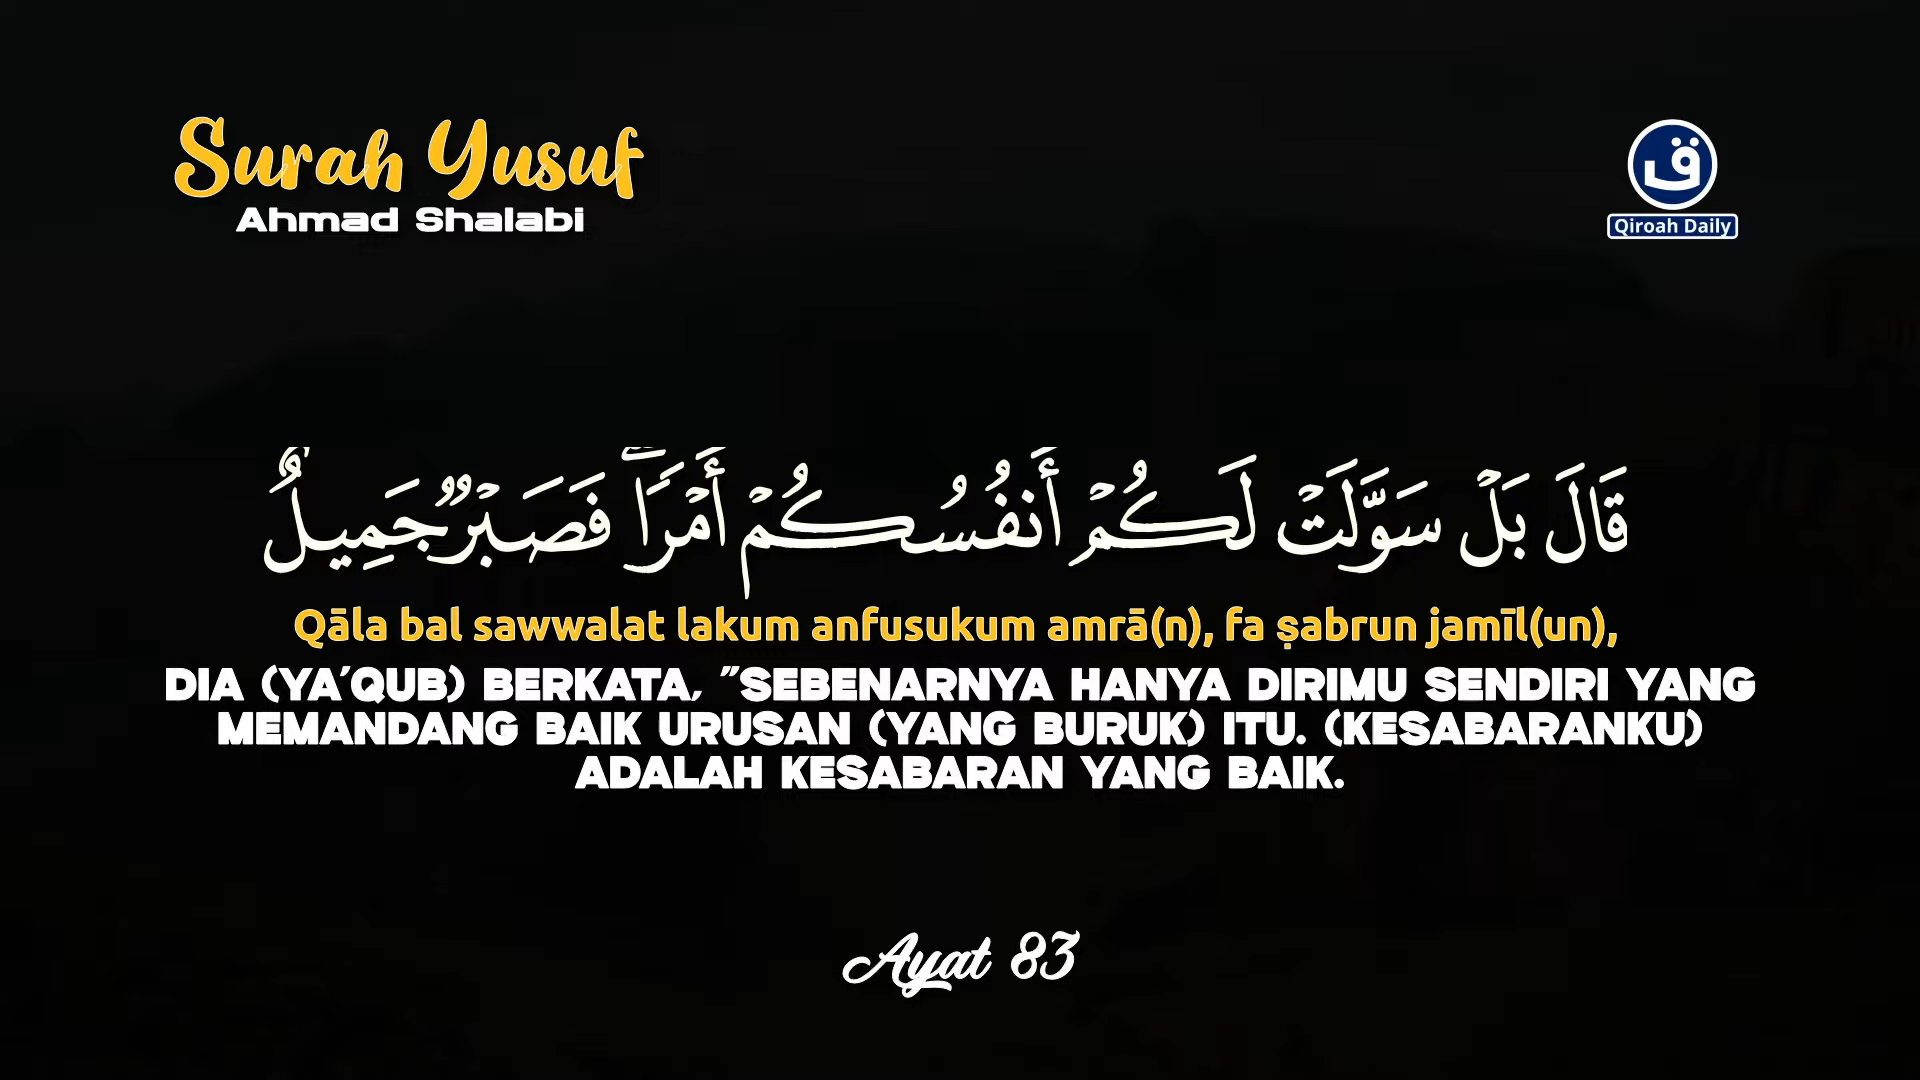 Surah Yusuf
Ahmad Shalabi
ق
Qiroah Daily
قَالَ بَلْ سَوَّلَتْ لَكُمْ أَنفُسُكُمْ أَمْرًا ۖ فَصَبْرٌ جَمِيلٌ
Qāla bal sawwalat lakum anfusukum amrā(n), fa ṣabrun jamīl(un),
DIA (YA'QUB) BERKATA, "SEBENARNYA HANYA DIRIMU SENDIRI YANG
MEMANDANG BAIK URUSAN (YANG BURUK) ITU. (KESABARANKU)
ADALAH KESABARAN YANG BAIK.
Ayat 83